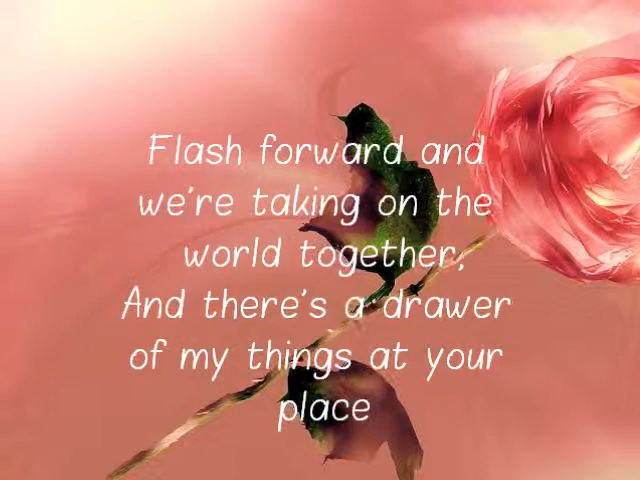 Flash forward and
we're taking on the
world together,
And there's a drawer
of my things at your
place